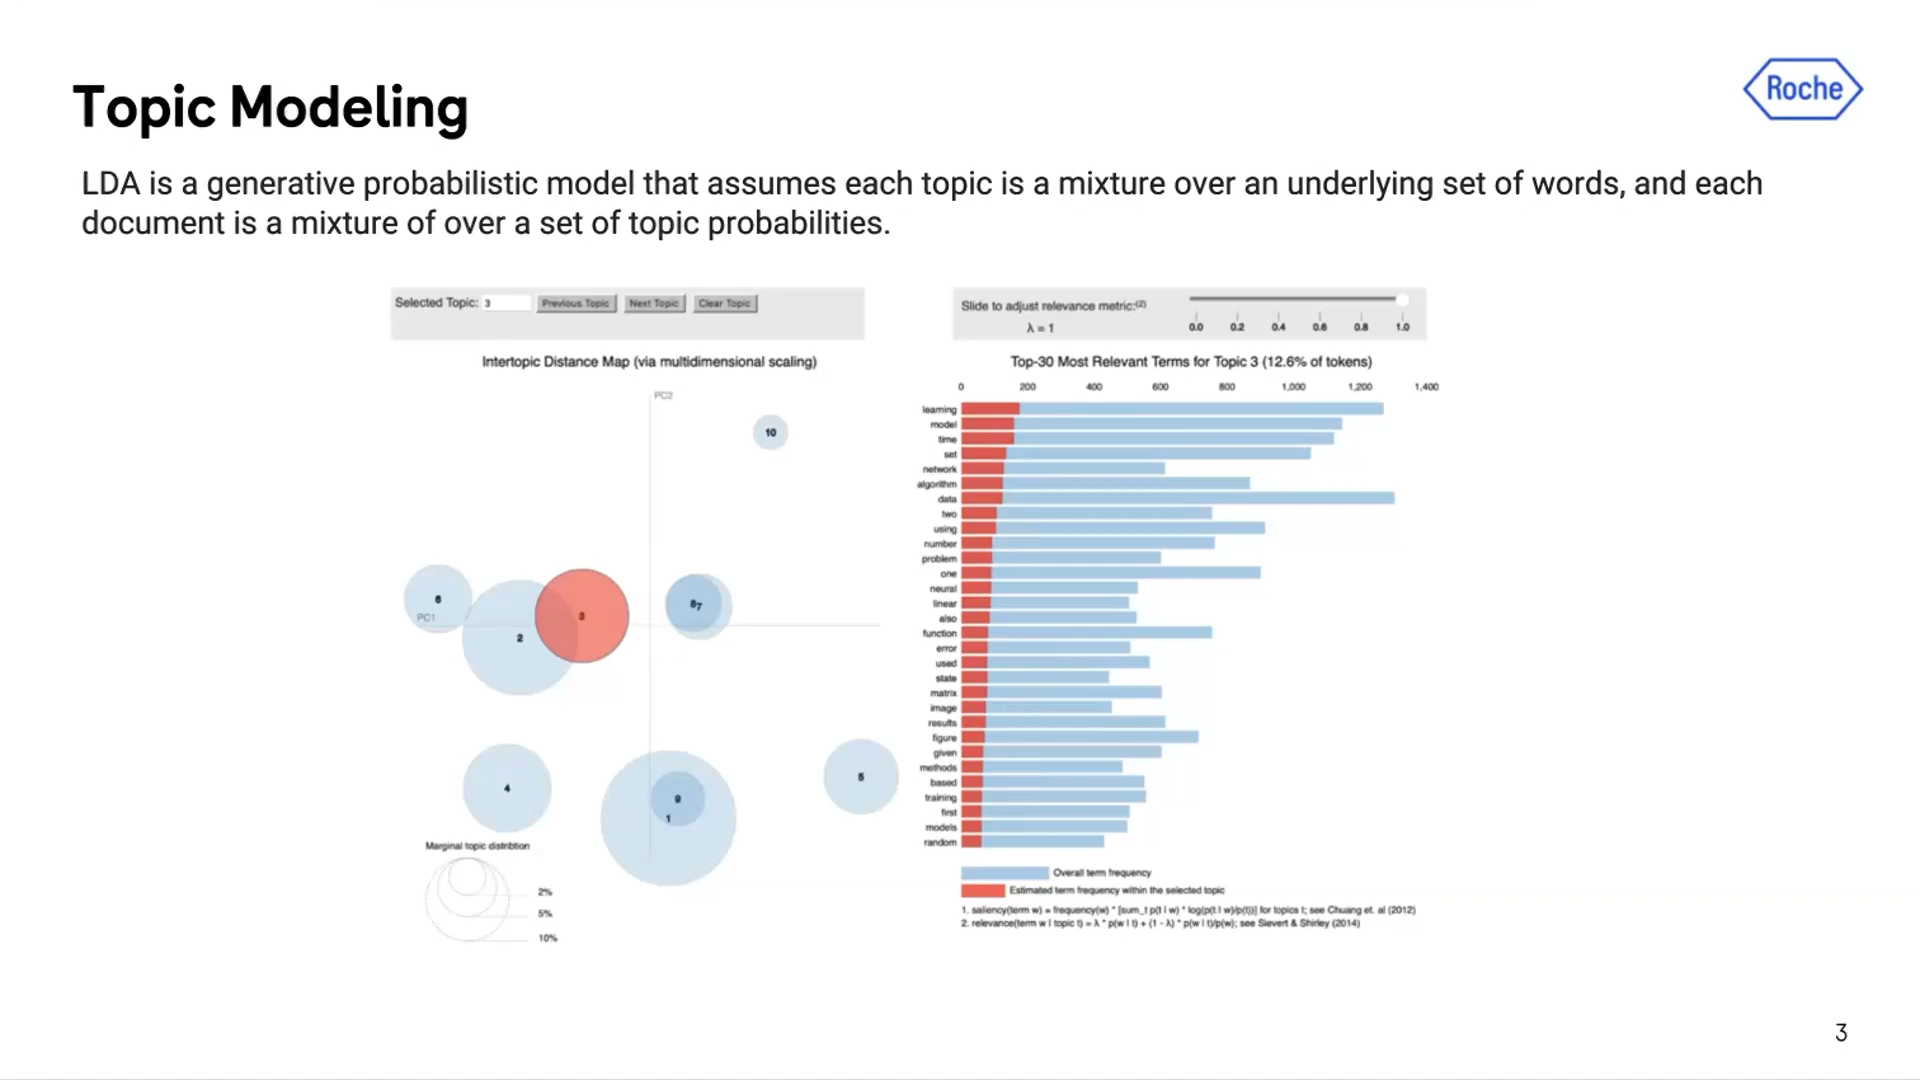 Topic Modeling
Roche
LDA is a generative probabilistic model that assumes each topic is a mixture over an underlying set of words, and each
document is a mixture of over a set of topic probabilities.
Selected Topic: 3 Previous Topic Next Topic Clear Topic
Slide to adjust relevance metric:(2)
λ = 1
0.0 0.2 0.4 0.6 0.8 1.0
Intertopic Distance Map (via multidimensional scaling)
PC2
10
6
PC1
2
3
8 7
4
9
1
5
Marginal topic distribtion
2%
5%
10%
Top-30 Most Relevant Terms for Topic 3 (12.6% of tokens)
0 200 400 600 800 1,000 1,200 1,400
learning
model
time
set
network
algorithm
data
two
using
number
problem
one
neural
linear
also
function
error
used
state
matrix
image
results
figure
given
methods
based
training
first
models
random
Overall term frequency
Estimated term frequency within the selected topic
1. saliency(term w) = frequency(w) * [sum_t p(t | w) * log(p(t | w)/p(t))] for topics t; see Chuang et. al (2012)
2. relevance(term w | topic t) = λ * p(w | t) + (1 - λ) * p(w | t)/p(w); see Sievert & Shirley (2014)
3